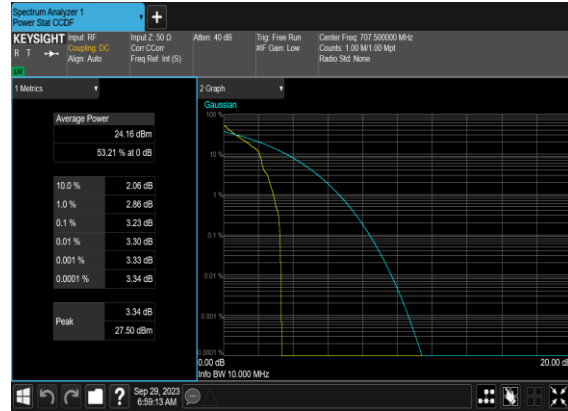 Spectrum Analyzer 1
Power Stat CCDF
KEYSIGHT
R T
Input: RF
Coupling: DC
Align: Auto
Input Z: 50 Ω
Corr CCorr
Freq Ref: Int (S)
Atten: 40 dB
Trig: Free Run
#IF Gain: Low
Center Freq: 707.500000 MHz
Counts: 1.00 M/1.00 Mpt
Radio Std: None
1 Metrics
Average Power
24.16 dBm
53.21 % at 0 dB
10.0 % 2.06 dB
1.0 % 2.86 dB
0.1 % 3.23 dB
0.01 % 3.30 dB
0.001 % 3.33 dB
0.0001 % 3.34 dB
Peak
3.34 dB
27.50 dBm
2 Graph
Gaussian
100 %
10 %
1 %
0.1 %
0.01 %
0.001 %
0.0001 %
0.00 dB
20.00 dB
Info BW 10.000 MHz
?
Sep 29, 2023
6:59:13 AM